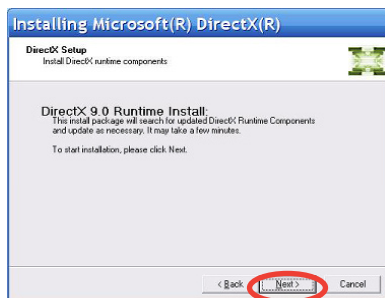 Installing Microsoft(R) DirectX(R)
DirectX Setup
Install DirectX runtime components
DirectX 9.0 Runtime Install:
This install package will search for updated DirectX Runtime Components
and update as necessary. It may take a few minutes.
To start installation, please click Next.
< Back Next > Cancel